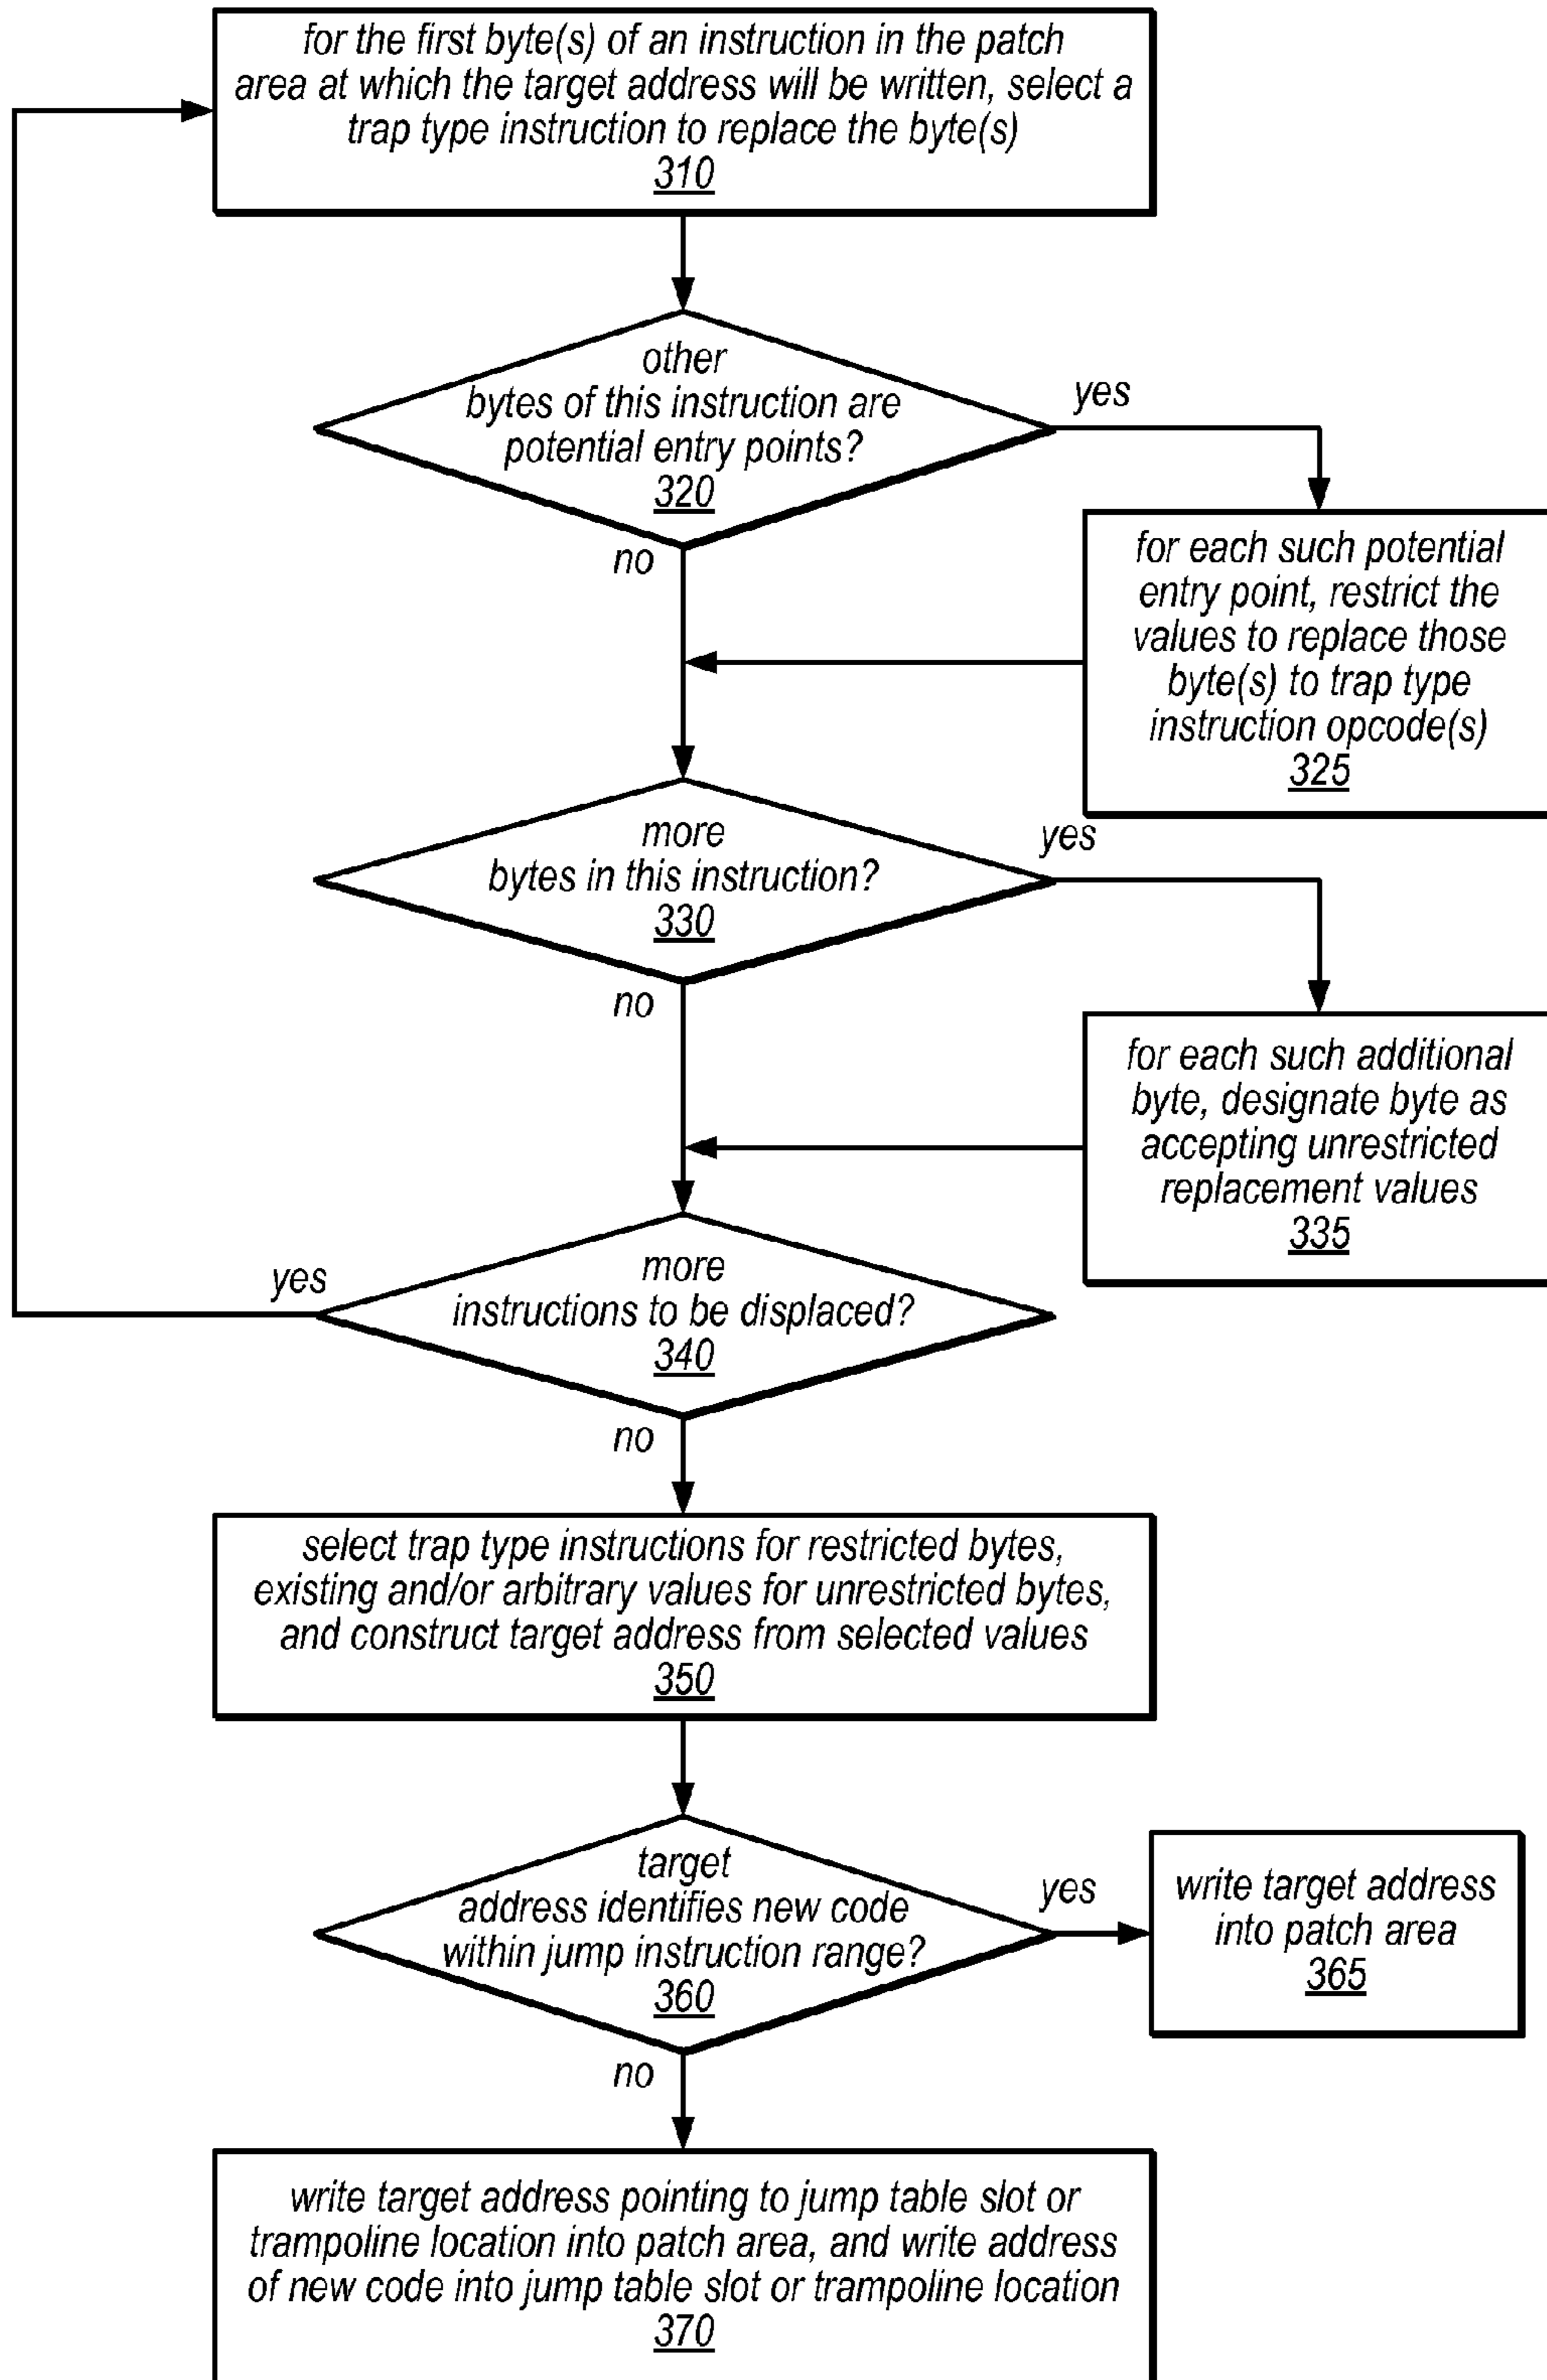 for the first byte(s) of an instruction in the patch
area at which the target address will be written, select a
trap type instruction to replace the byte(s)
310
other
bytes of this instruction are
potential entry points?
320
yes
no
for each such potential
entry point, restrict the
values to replace those
byte(s) to trap type
instruction opcode(s)
325
more
bytes in this instruction?
330
yes
no
for each such additional
byte, designate byte as
accepting unrestricted
replacement values
335
more
instructions to be displaced?
340
yes
no
select trap type instructions for restricted bytes,
existing and/or arbitrary values for unrestricted bytes,
and construct target address from selected values
350
target
address identifies new code
within jump instruction range?
360
yes
no
write target address
into patch area
365
write target address pointing to jump table slot or
trampoline location into patch area, and write address
of new code into jump table slot or trampoline location
370